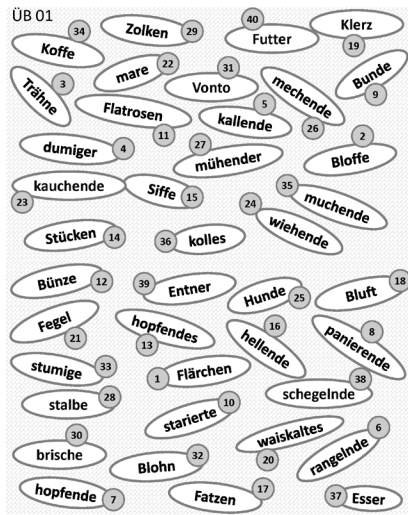 ÜB 01
34 Koffe
Zolken 29
40 Futter
Klerz 19
Trähne 3
mare 22
Vonto 31
mechende 26
Bunde 9
Flatrosen 11
kallende 5
dumiger 4
mühender 27
Bloffe 2
kauchende 23
Siffe 15
muchende 35
wiehende 24
Stücken 14
kolles 36
Bünze 12
Entner 39
Hunde 25
Bluft 18
Fegel 21
hopfendes 13
hellende 16
panierende 8
stumige 33
Flärchen 1
schegelnde 38
stalbe 28
starierte 10
brische 30
waiskaltes 20
rangelnde 6
Blohn 32
hopfende 7
Fatzen 17
Esser 37